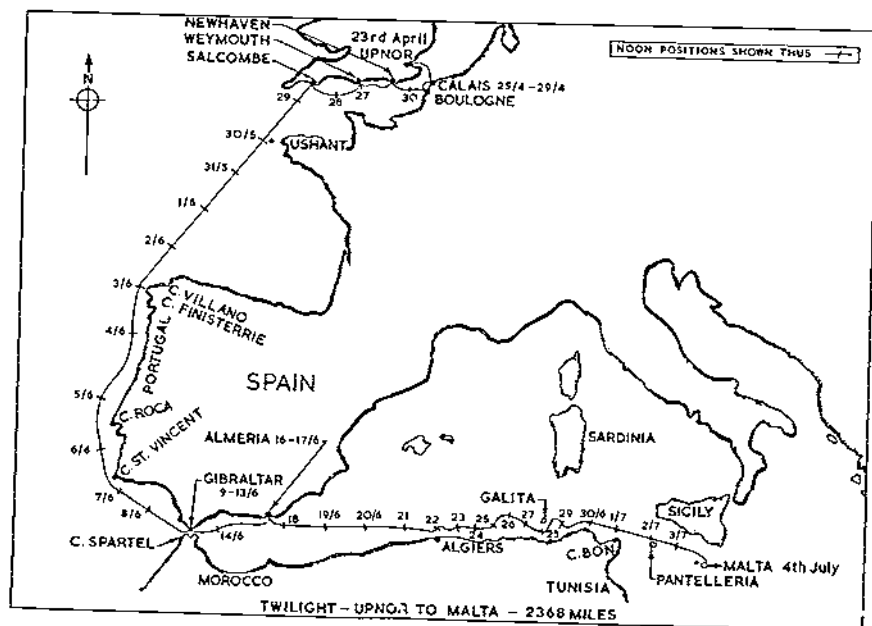 NEWHAVEN
WEYMOUTH
SALCOMBE
23rd April
UPNOR
NOON POSITIONS SHOWN THUS
N
29
28
27
30
CALAIS 25/4-29/4
BOULOGNE
30/5
USHANT
31/5
1/6
2/6
3/6
C. VILLANO
C. FINISTERRIE
4/6
PORTUGAL
SPAIN
5/6
C. ROCA
6/6
C. ST. VINCENT
ALMERIA 16-17/6
SARDINIA
7/6
GIBRALTAR
9-13/6
GALITA
SICILY
8/6
C. SPARTEL
14/6
18
19/6
20/6
21
22
23
24
25
26
27
25
29
30/6
1/7
2/7
3/7
ALGIERS
C. BON
MOROCCO
TUNISIA
PANTELLERIA
MALTA 4th July
TWILIGHT - UPNOR TO MALTA - 2368 MILES